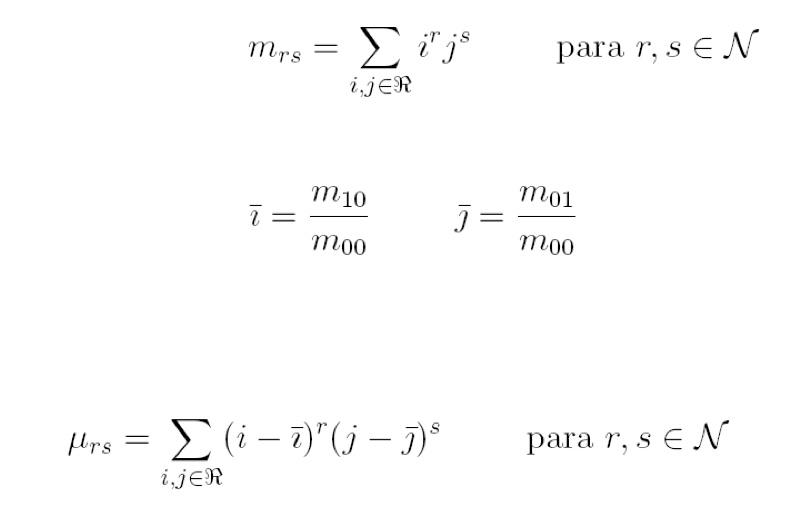 m_{rs} = \sum_{i,j \in \Re} i^r j^s para r, s \in \mathcal{N}
\bar{\imath} = \frac{m_{10}}{m_{00}} \bar{\jmath} = \frac{m_{01}}{m_{00}}
\mu_{rs} = \sum_{i,j \in \Re} (i - \bar{\imath})^r (j - \bar{\jmath})^s para r, s \in \mathcal{N}